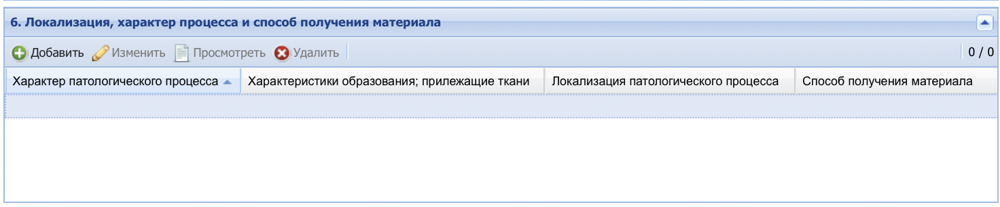 6. Локализация, характер процесса и способ получения материала
Добавить Изменить Просмотреть Удалить 0 / 0
Характер патологического процесса Характеристики образования; прилежащие ткани Локализация патологического процесса Способ получения материала